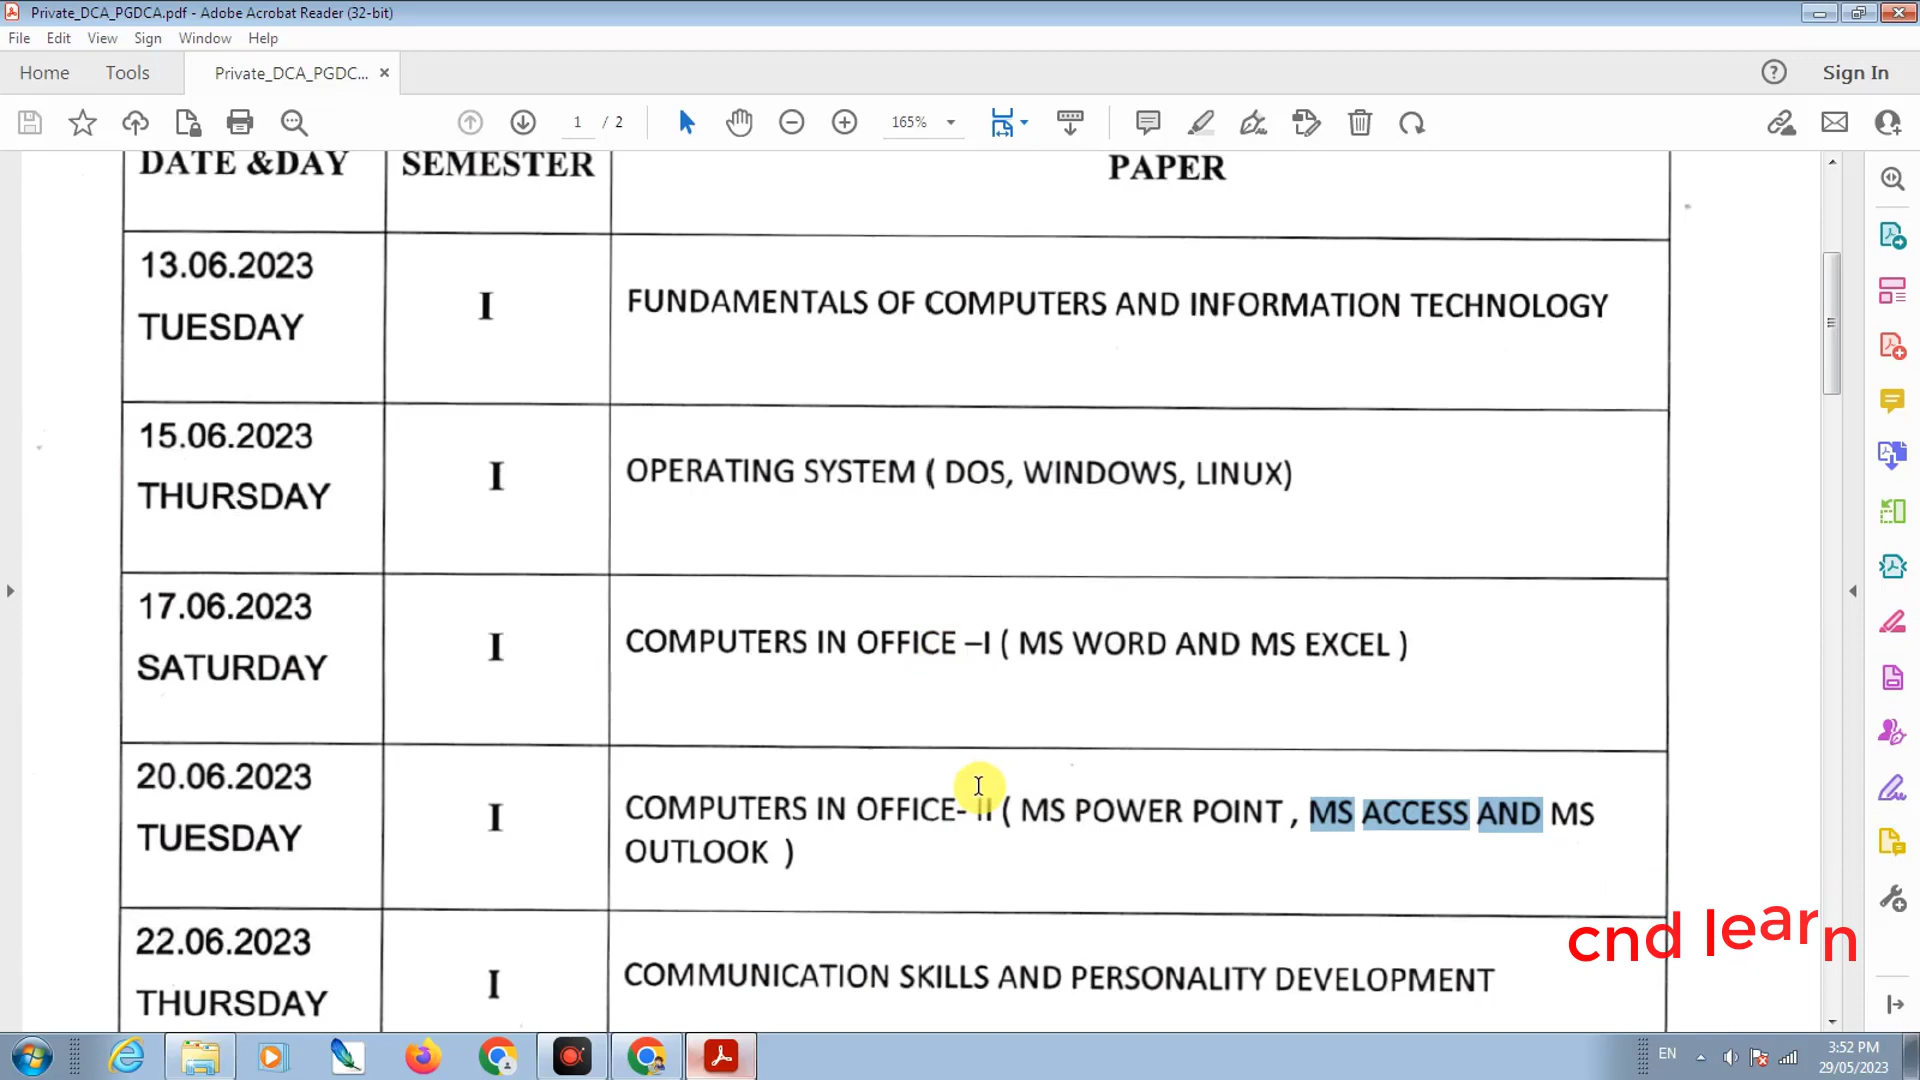 Private_DCA_PGDCA.pdf - Adobe Acrobat Reader (32-bit)
File Edit View Sign Window Help
Home Tools Private_DCA_PGDC... × Sign In
1 / 2 165%
DATE &DAY SEMESTER PAPER
13.06.2023
TUESDAY
I
FUNDAMENTALS OF COMPUTERS AND INFORMATION TECHNOLOGY
15.06.2023
THURSDAY
I
OPERATING SYSTEM ( DOS, WINDOWS, LINUX)
17.06.2023
SATURDAY
I
COMPUTERS IN OFFICE –I ( MS WORD AND MS EXCEL )
20.06.2023
TUESDAY
I
COMPUTERS IN OFFICE- II ( MS POWER POINT , MS ACCESS AND MS
OUTLOOK )
22.06.2023
THURSDAY
I
COMMUNICATION SKILLS AND PERSONALITY DEVELOPMENT
cnd learn
EN
3:52 PM
29/05/2023